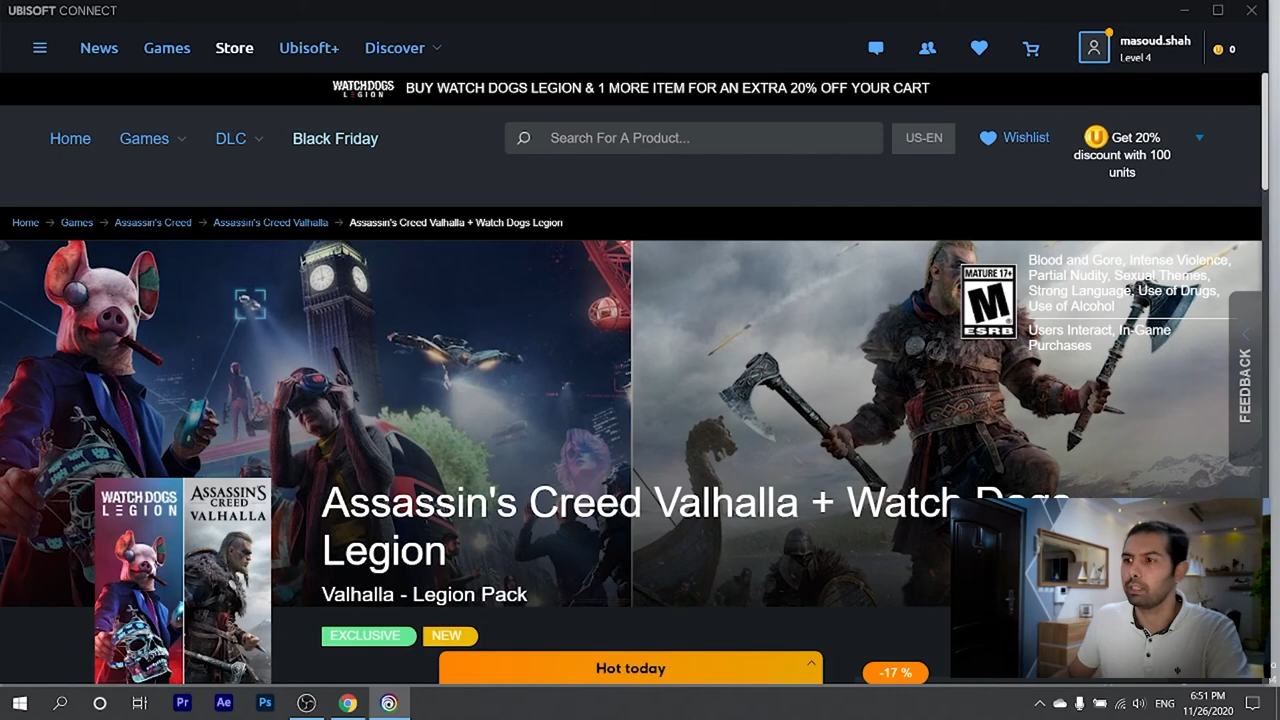 UBISOFT CONNECT
News Games Store Ubisoft+ Discover
masoud.shah
Level 4
0
WATCH DOGS LEGION BUY WATCH DOGS LEGION & 1 MORE ITEM FOR AN EXTRA 20% OFF YOUR CART
Home Games DLC Black Friday
Search For A Product...
US-EN
Wishlist
Get 20%
discount with 100
units
Home → Games → Assassin's Creed → Assassin's Creed Valhalla → Assassin's Creed Valhalla + Watch Dogs Legion
MATURE 17+
M
ESRB
Blood and Gore, Intense Violence,
Partial Nudity, Sexual Themes,
Strong Language, Use of Drugs,
Use of Alcohol
Users Interact, In-Game
Purchases
FEEDBACK
WATCH DOGS
LEGION
ASSASSIN'S
CREED
VALHALLA
Assassin's Creed Valhalla + Watch Dogs
Legion
Valhalla - Legion Pack
EXCLUSIVE NEW
Hot today
-17 %
Pr Ae Ps
ENG
6:51 PM
11/26/2020